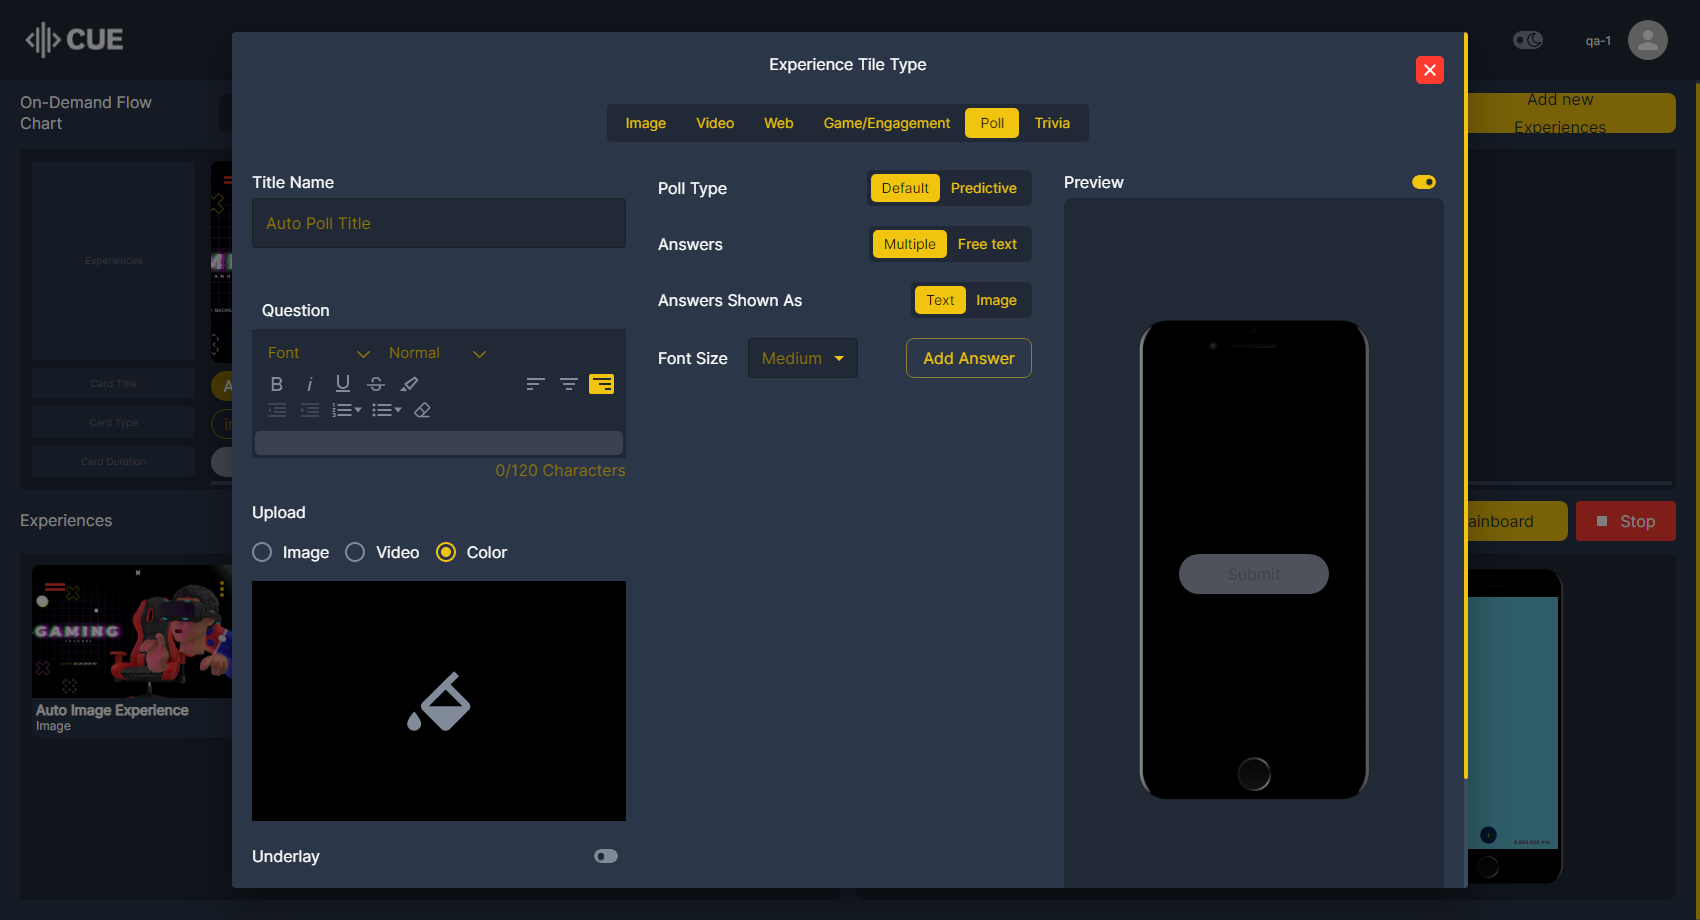 CUE
Experience Tile Type
qa-1
On-Demand Flow
Chart
Add new
Experiences
Image
Video
Web
Game/Engagement
Poll
Trivia
Title Name
Auto Poll Title
Poll Type
Default
Predictive
Preview
Answers
Multiple
Free text
Experiences
Question
Answers Shown As
Text
Image
Font
Normal
Font Size
Medium
Add Answer
B
i
U
S
Card Title
Card Type
Card Duration
0/120 Characters
Upload
Experiences
ainboard
Stop
Image
Video
Color
Submit
GAMING
Auto Image Experience
Image
Underlay